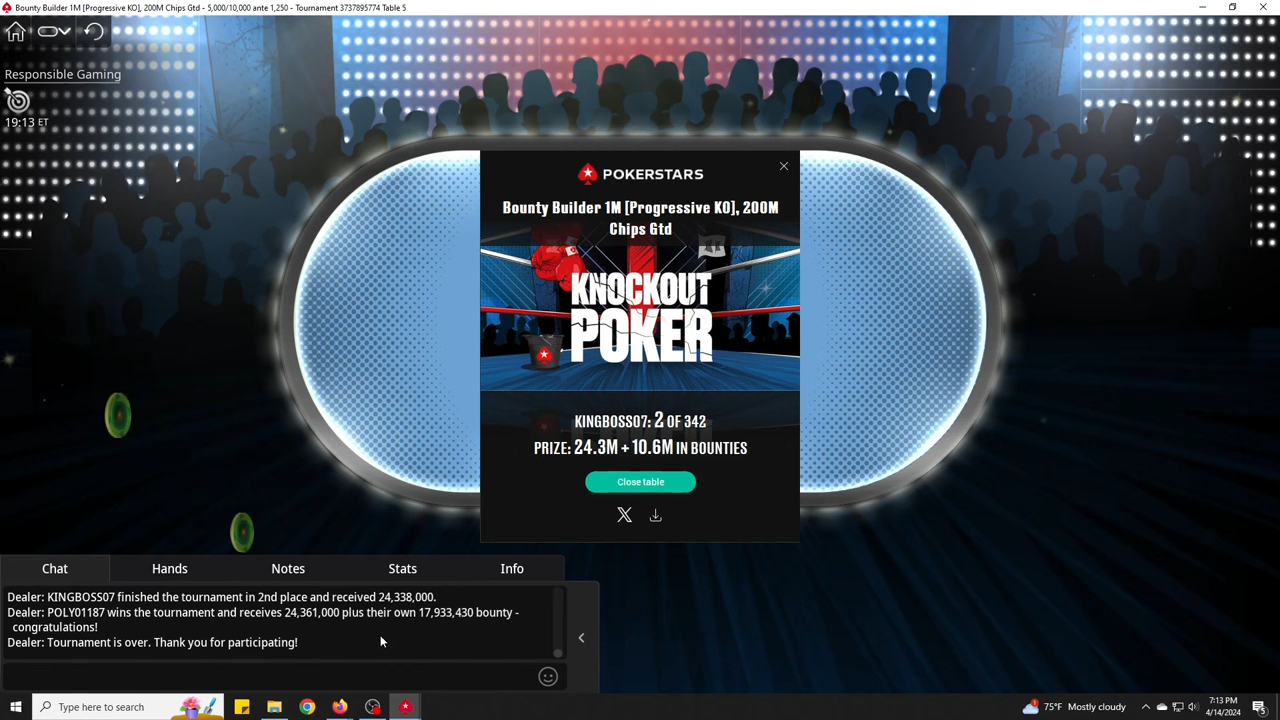 Bounty Builder 1M [Progressive KO], 200M Chips Gtd - 5,000/10,000 ante 1,250 - Tournament 3737895774 Table 5
Responsible Gaming
19:13 ET
POKERSTARS
Bounty Builder 1M [Progressive KO], 200M
Chips Gtd
KNOCKOUT
POKER
KINGBOSS07: 2 OF 342
PRIZE: 24.3M + 10.6M IN BOUNTIES
Close table
Chat Hands Notes Stats Info
Dealer: KINGBOSS07 finished the tournament in 2nd place and received 24,338,000.
Dealer: POLY01187 wins the tournament and receives 24,361,000 plus their own 17,933,430 bounty -
congratulations!
Dealer: Tournament is over. Thank you for participating!
Type here to search
75°F Mostly cloudy
7:13 PM
4/14/2024
5